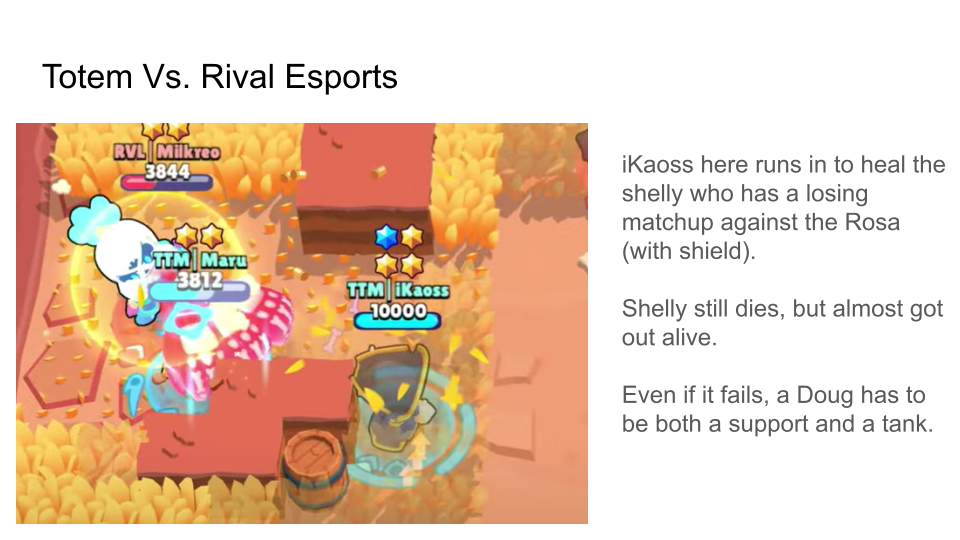 Totem Vs. Rival Esports
RVL | Milkreo
3844
TTM | Maru
3812
TTM | iKaoss
10000
iKaoss here runs in to heal the
shelly who has a losing
matchup against the Rosa
(with shield).
Shelly still dies, but almost got
out alive.
Even if it fails, a Doug has to
be both a support and a tank.